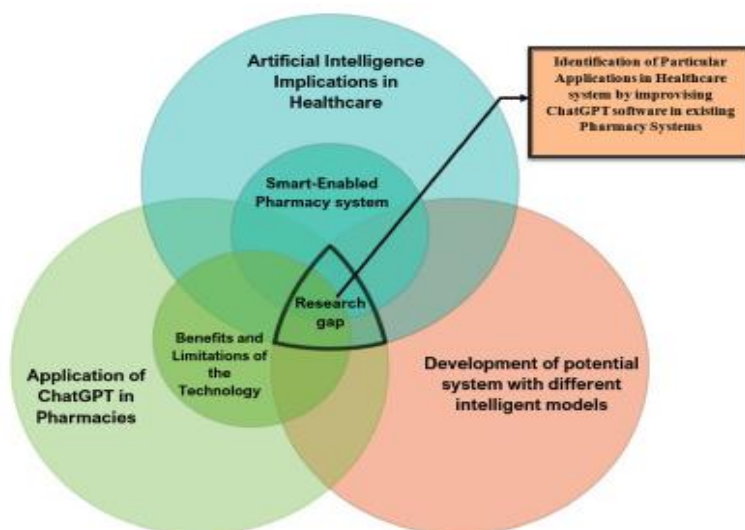 Artificial Intelligence
Implications in
Healthcare
Identification of Particular
Applications in Healthcare
system by improvising
ChatGPT software in existing
Pharmacy Systems
Smart-Enabled
Pharmacy system
Research
gap
Benefits and
Limitations of
the
Technology
Application of
ChatGPT in
Pharmacies
Development of potential
system with different
intelligent models